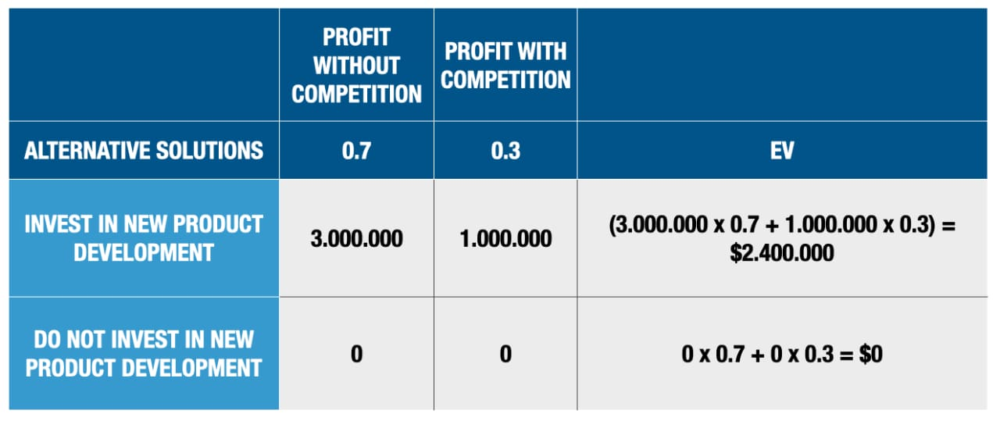 PROFIT
WITHOUT
COMPETITION
PROFIT WITH
COMPETITION
ALTERNATIVE SOLUTIONS
0.7
0.3
EV
INVEST IN NEW PRODUCT
DEVELOPMENT
3.000.000
1.000.000
(3.000.000 x 0.7 + 1.000.000 x 0.3) =
$2.400.000
DO NOT INVEST IN NEW
PRODUCT DEVELOPMENT
0
0
0 x 0.7 + 0 x 0.3 = $0